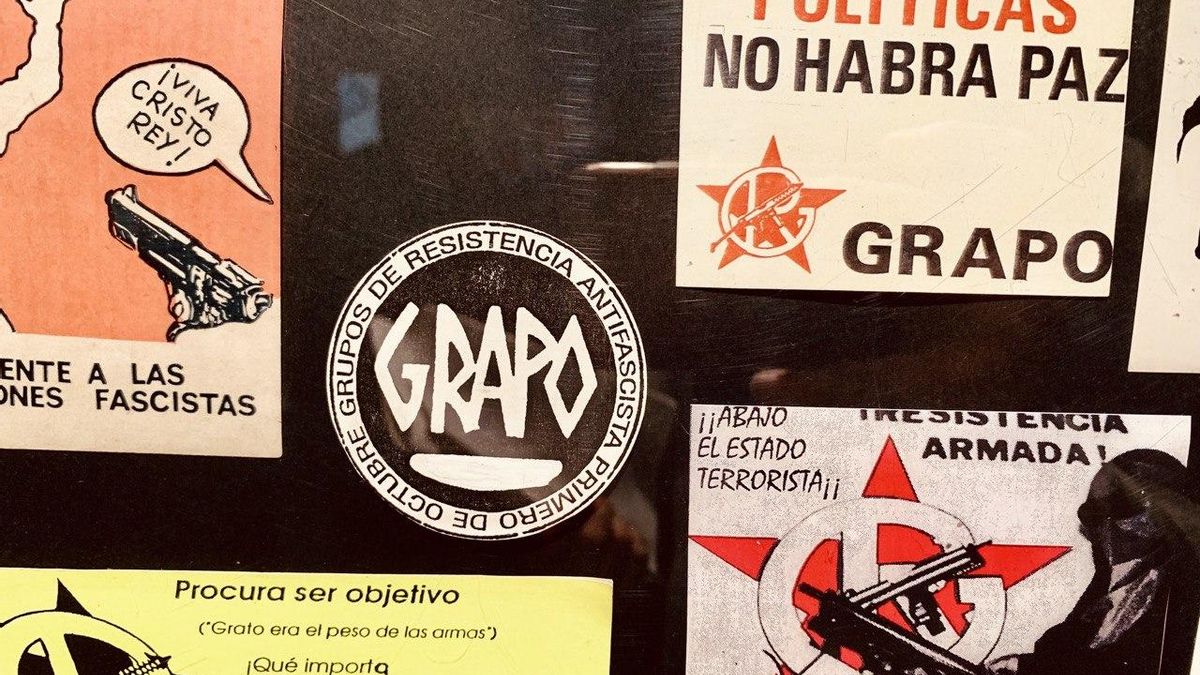 ¡VIVA
CRISTO
REY!
ENTE A LAS
ONES FASCISTAS
GRUPOS DE RESISTENCIA ANTIFASCISTA PRIMERO DE OCTUBRE
GRAPO
POLITICAS
NO HABRA PAZ
GRAPO
¡¡ABAJO
EL ESTADO
TERRORISTA¡¡
¡RESISTENCIA
ARMADA!
Procura ser objetivo
("Grato era el peso de las armas")
¡Qué importa